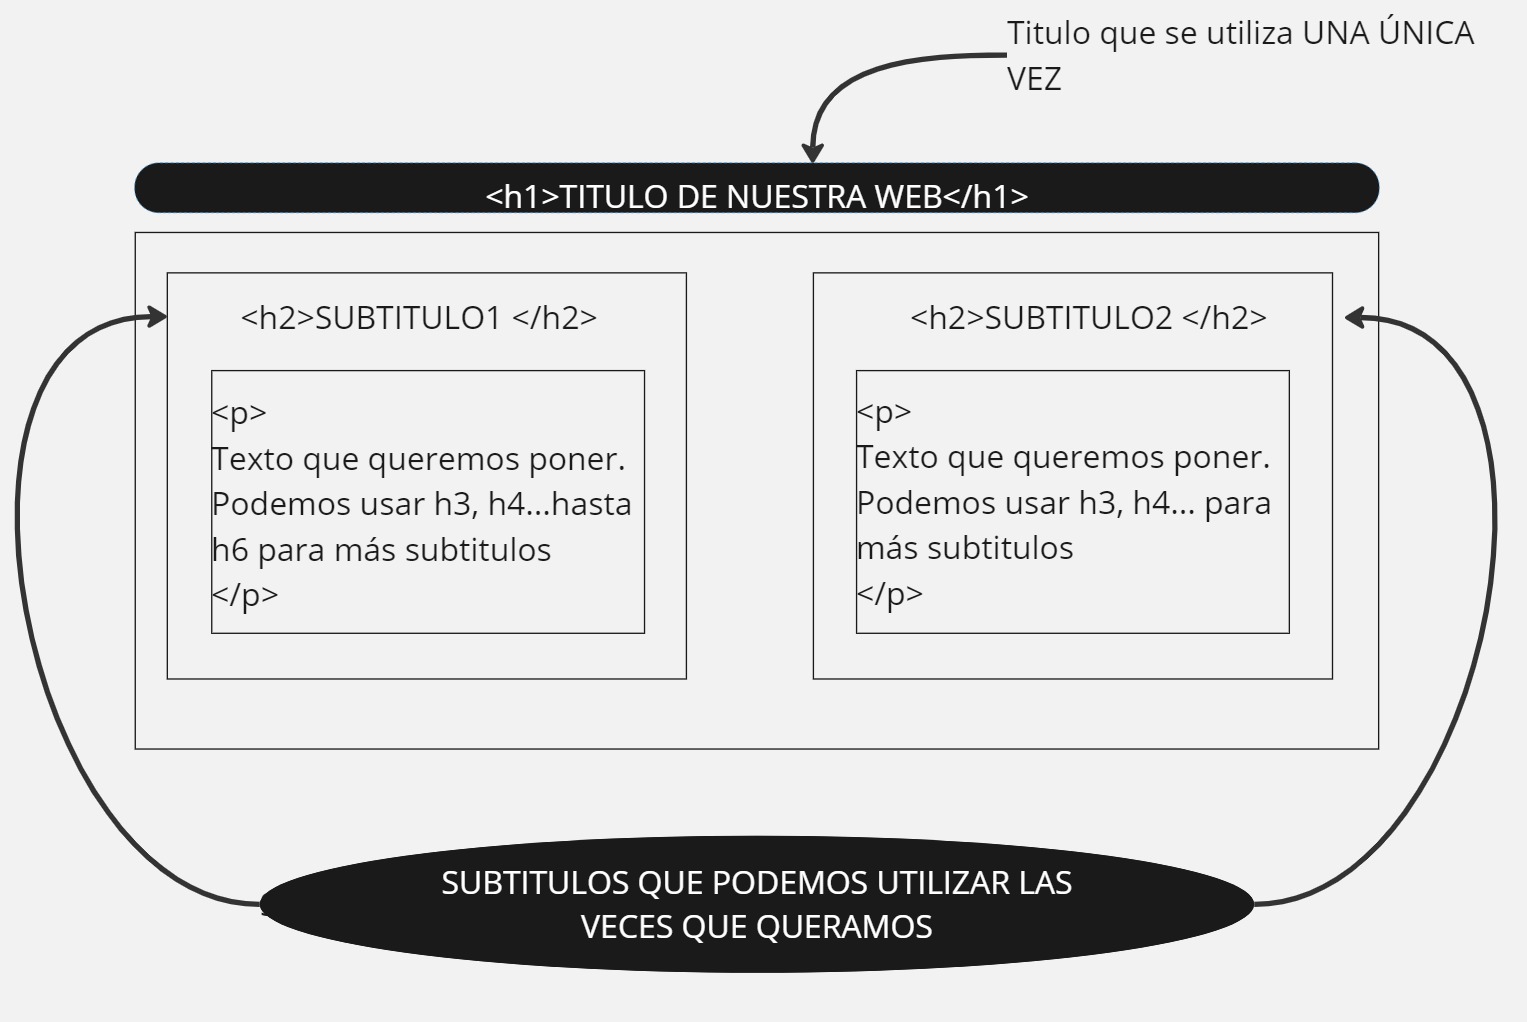 Titulo que se utiliza UNA ÚNICA
VEZ
<h1>TITULO DE NUESTRA WEB</h1>
<h2>SUBTITULO1 </h2>
<p>
Texto que queremos poner.
Podemos usar h3, h4...hasta
h6 para más subtitulos
</p>
<h2>SUBTITULO2 </h2>
<p>
Texto que queremos poner.
Podemos usar h3, h4... para
más subtitulos
</p>
SUBTITULOS QUE PODEMOS UTILIZAR LAS
VECES QUE QUERAMOS